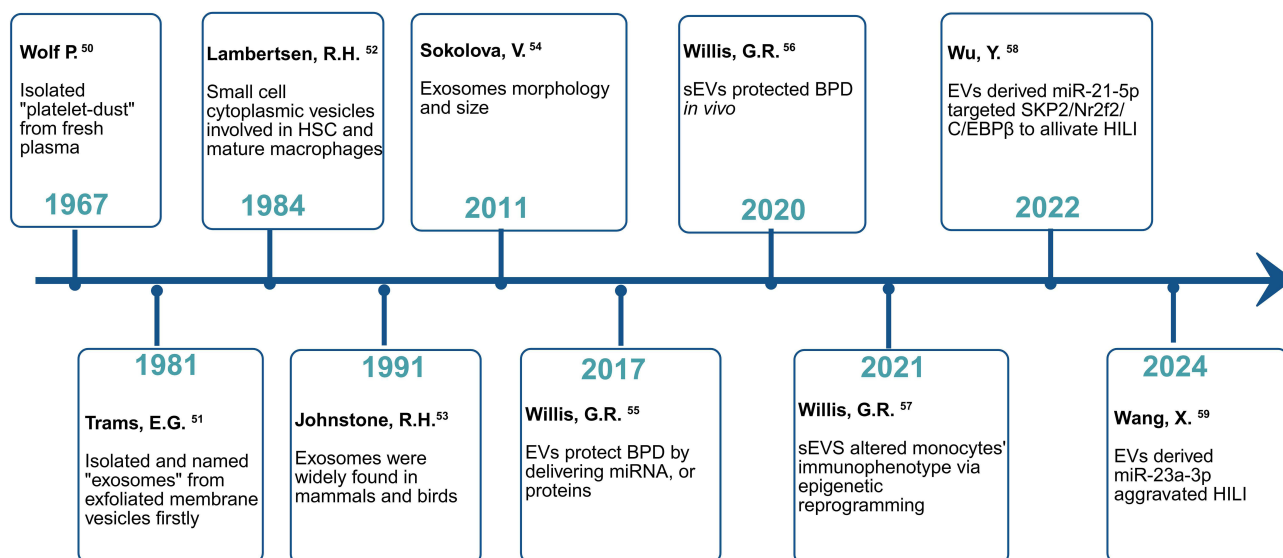 Wolf P. 50
Isolated
"platelet-dust"
from fresh
plasma
1967
Lambertsen, R.H. 52
Small cell
cytoplasmic vesicles
involved in HSC and
mature macrophages
1984
Sokolova, V. 54
Exosomes morphology
and size
2011
Willis, G.R. 56
sEVs protected BPD
in vivo
2020
Wu, Y. 58
EVs derived miR-21-5p
targeted SKP2/Nr2f2/
C/EBPβ to allivate HILI
2022
1981
Trams, E.G. 51
Isolated and named
"exosomes" from
exfoliated membrane
vesicles firstly
1991
Johnstone, R.H.53
Exosomes were
widely found in
mammals and birds
2017
Willis, G.R. 55
EVs protect BPD by
delivering miRNA, or
proteins
2021
Willis, G.R. 57
sEVS altered monocytes'
immunophenotype via
epigenetic
reprogramming
2024
Wang, X. 59
EVs derived
miR-23a-3p
aggravated HILI